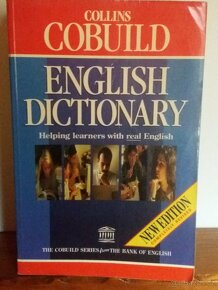 COLLINS
COBUILD
ENGLISH
DICTIONARY
Helping learners with real English
NEW EDITION
THE COBUILD SERIES from THE BANK OF ENGLISH